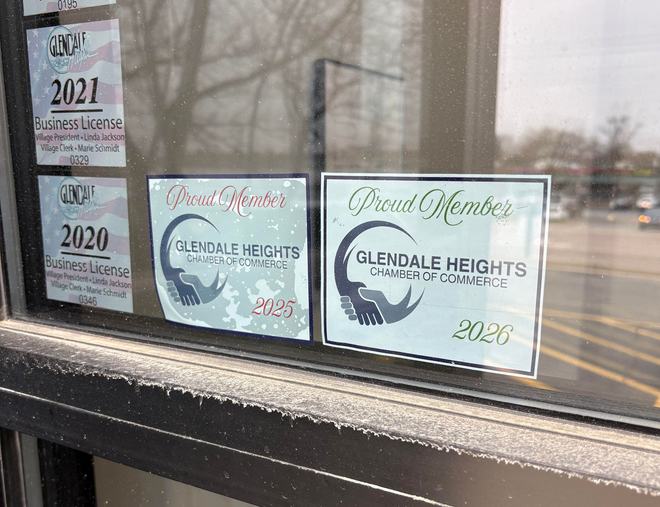 0195
GLENDALE
2021
Business License
Village President • Linda Jackson
Village Clerk • Marie Schmidt
0329
GLENDALE
2020
Business License
Village President • Linda Jackson
Village Clerk • Marie Schmidt
0346
Proud Member
GLENDALE HEIGHTS
CHAMBER OF COMMERCE
2025
Proud Member
GLENDALE HEIGHTS
CHAMBER OF COMMERCE
2026